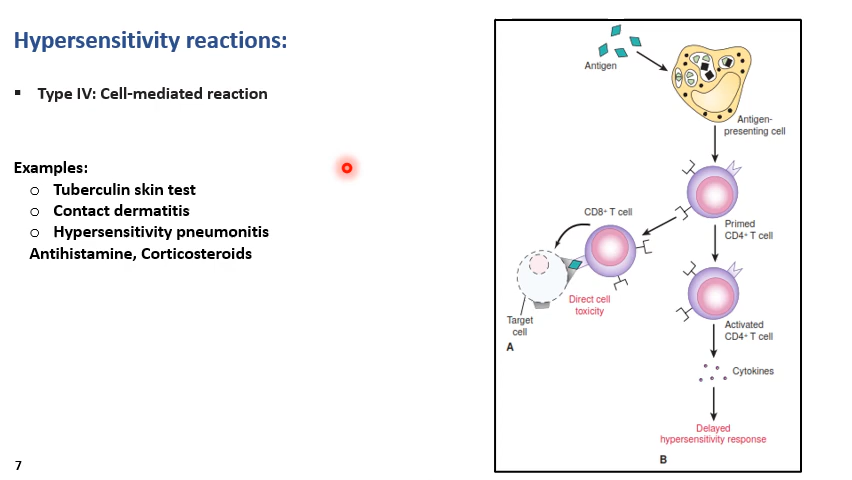 Hypersensitivity reactions:
▪ Type IV: Cell-mediated reaction
Examples:
o Tuberculin skin test
o Contact dermatitis
o Hypersensitivity pneumonitis
Antihistamine, Corticosteroids
7
Antigen
Antigen-
presenting cell
CD8+ T cell
Primed
CD4+ T cell
Direct cell
toxicity
Target
cell
A
Activated
CD4+ T cell
Cytokines
Delayed
hypersensitivity response
B